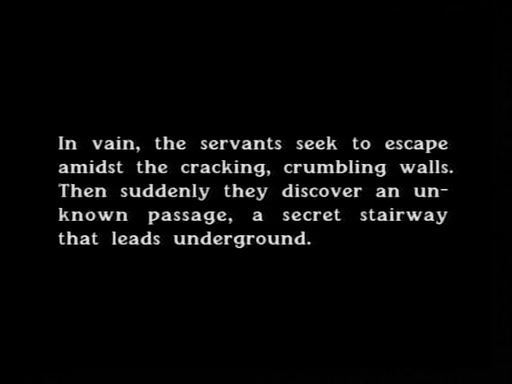 In vain, the servants seek to escape
amidst the cracking, crumbling walls.
Then suddenly they discover an un-
known passage, a secret stairway
that leads underground.